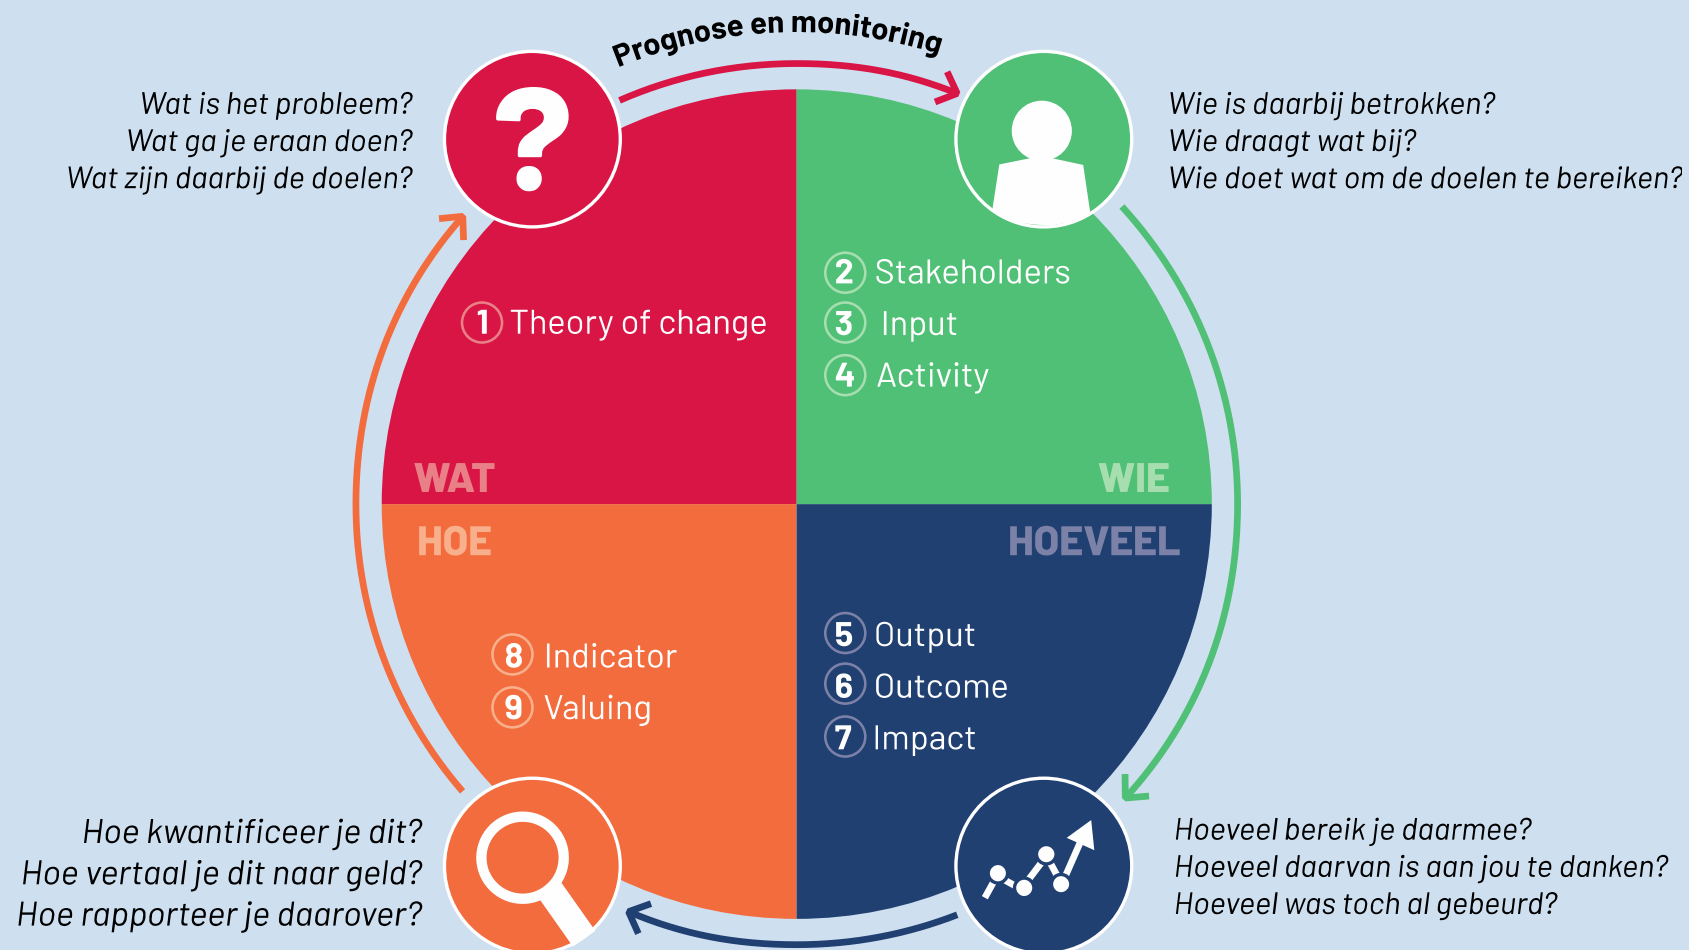 Prognose en monitoring
Wat is het probleem?
Wat ga je eraan doen?
Wat zijn daarbij de doelen?
?
Wie is daarbij betrokken?
Wie draagt wat bij?
Wie doet wat om de doelen te bereiken?
1 Theory of change
WAT
2 Stakeholders
3 Input
4 Activity
WIE
HOE
8 Indicator
9 Valuing
HOEVEEL
5 Output
6 Outcome
7 Impact
Hoe kwantificeer je dit?
Hoe vertaal je dit naar geld?
Hoe rapporteer je daarover?
Hoeveel bereik je daarmee?
Hoeveel daarvan is aan jou te danken?
Hoeveel was toch al gebeurd?